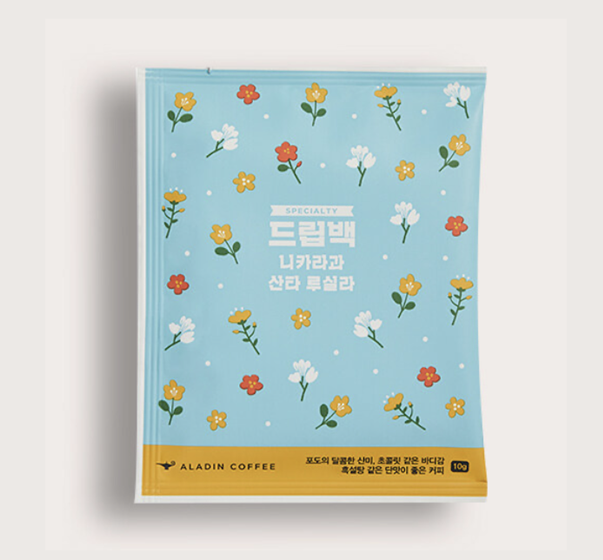 SPECIALTY
드립백
니카라과
산타 루실라
ALADIN COFFEE
포도의 달콤한 산미, 초콜릿 같은 바디감
흑설탕 같은 단맛이 좋은 커피
10g